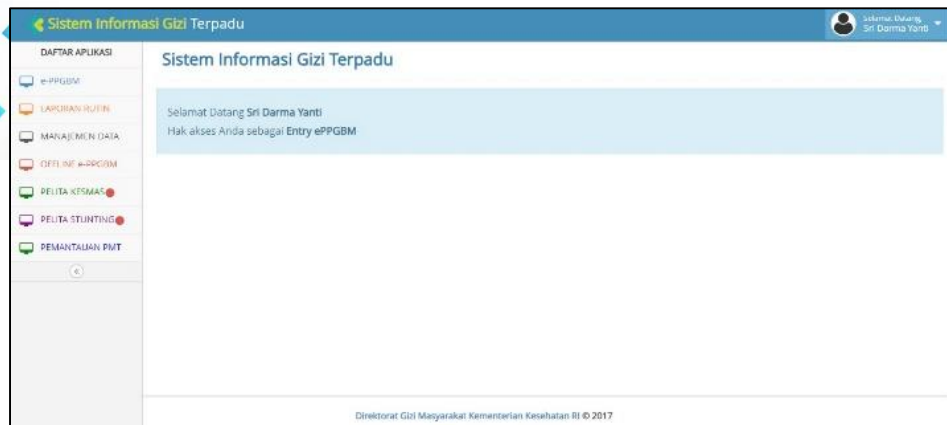 Sistem Informasi Gizi Terpadu
Selamat Datang,
Sri Darma Yanti
DAFTAR APLIKASI
e-PPGBM
LAPORAN RUTIN
MANAJEMEN DATA
OFFLINE e-PPGBM
PELITA KESMAS
PELITA STUNTING
PEMANTAUAN PMT
Sistem Informasi Gizi Terpadu
Selamat Datang Sri Darma Yanti
Hak akses Anda sebagai Entry ePPGBM
Direktorat Gizi Masyarakat Kementerian Kesehatan RI © 2017